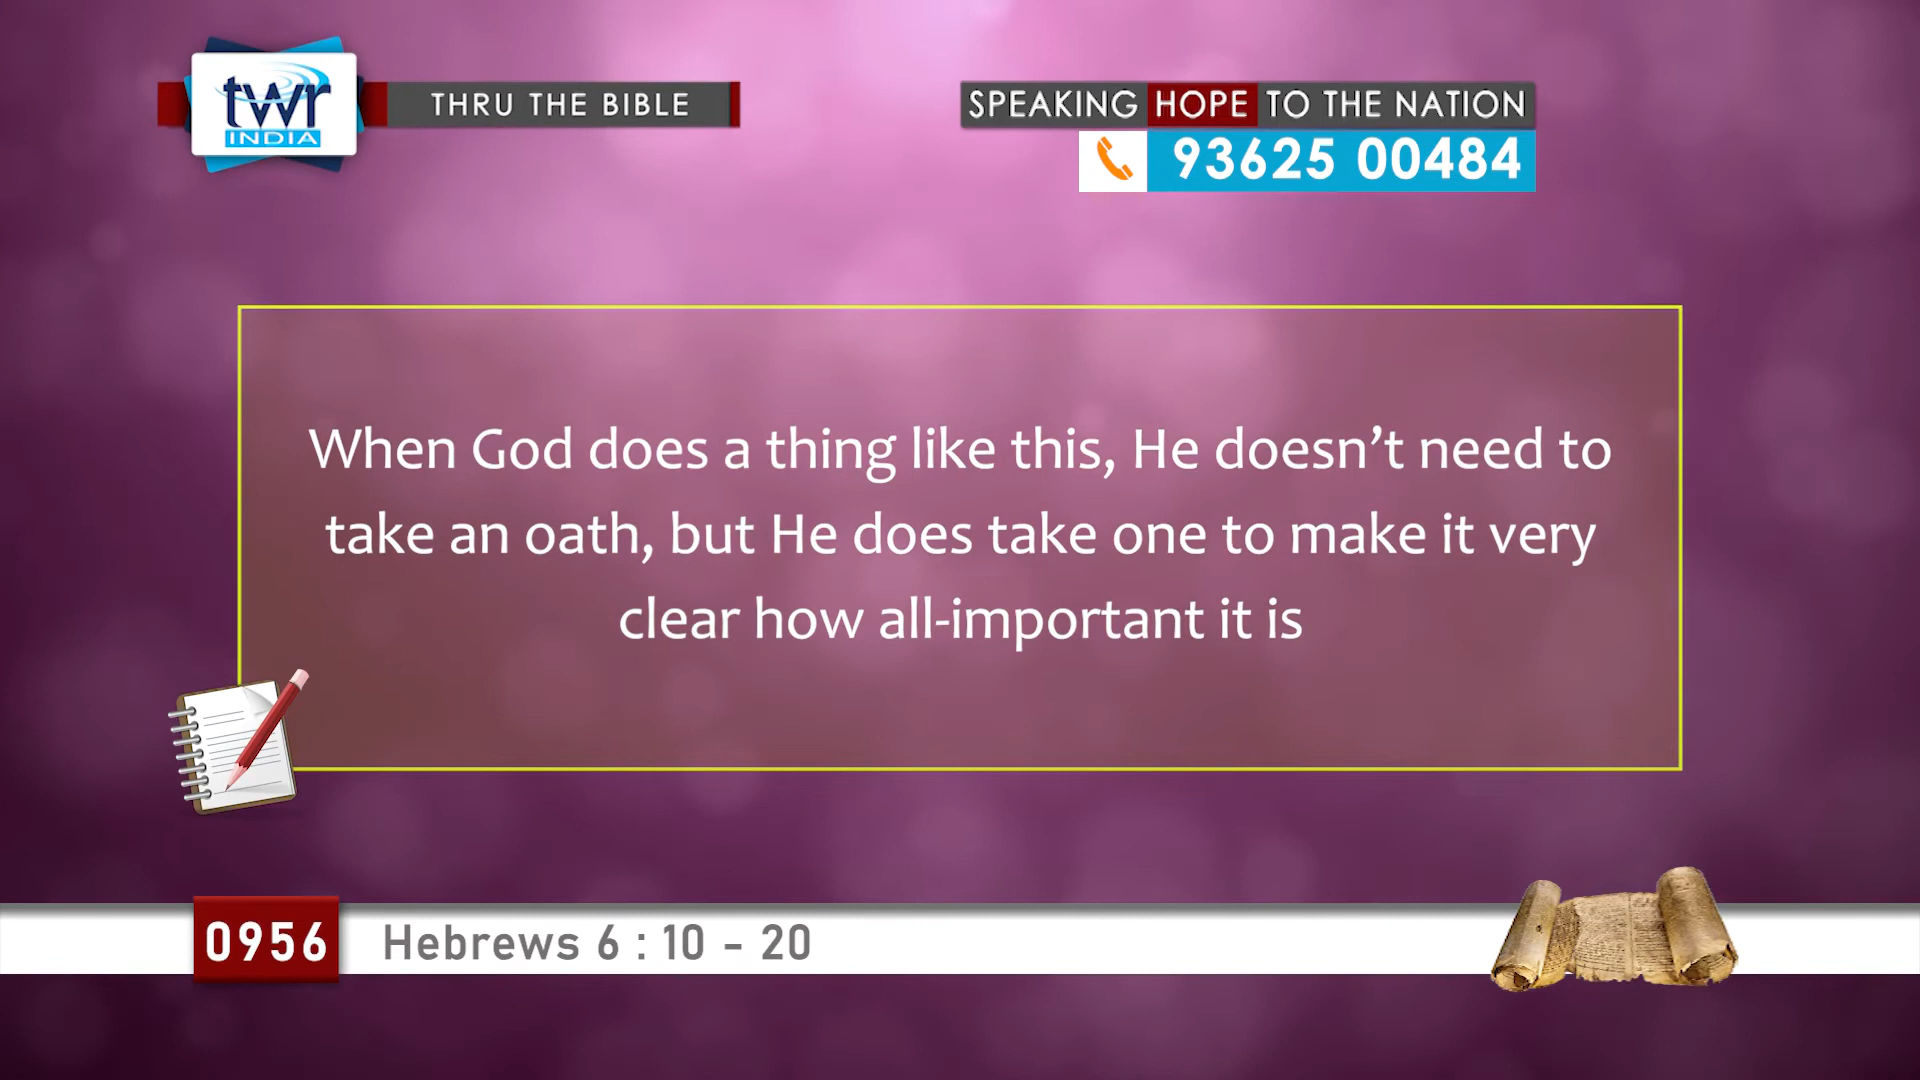 twr
INDIA
THRU THE BIBLE
SPEAKING HOPE TO THE NATION
93625 00484
When God does a thing like this, He doesn’t need to
take an oath, but He does take one to make it very
clear how all-important it is
0956
Hebrews 6 : 10 - 20